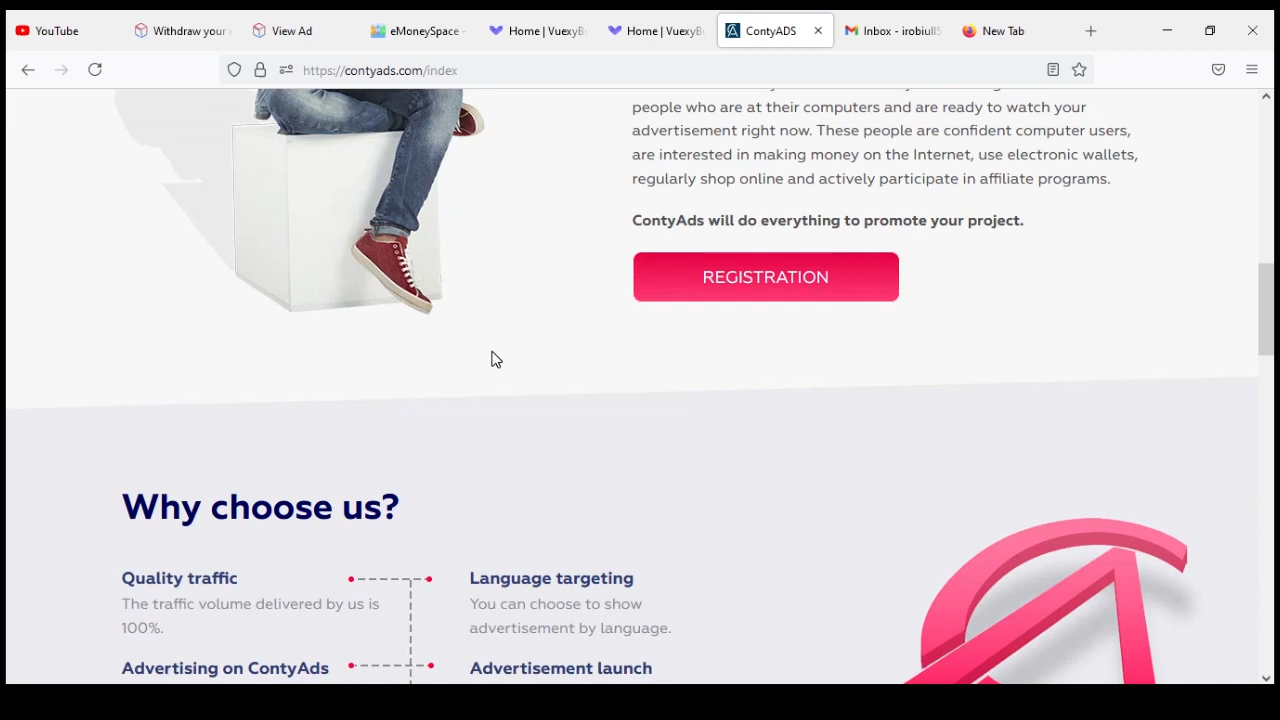 YouTube
Withdraw your
View Ad
eMoneySpace -
Home | VuexyB
Home | VuexyB
ContyADS
Inbox - irobiull5
New Tab
https://contyads.com/index
people who are at their computers and are ready to watch your
advertisement right now. These people are confident computer users,
are interested in making money on the Internet, use electronic wallets,
regularly shop online and actively participate in affiliate programs.
ContyAds will do everything to promote your project.
REGISTRATION
Why choose us?
Quality traffic
The traffic volume delivered by us is
100%.
Language targeting
You can choose to show
advertisement by language.
Advertising on ContyAds
Advertisement launch